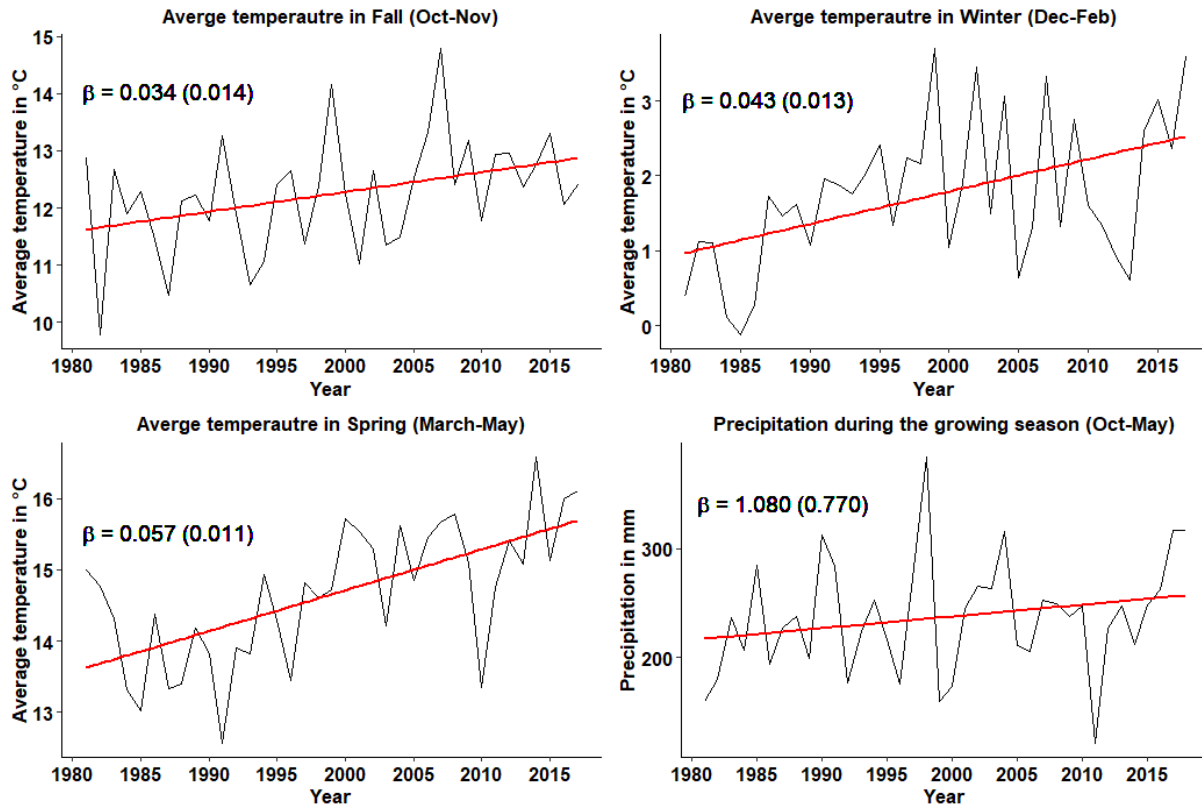 Averge temperautre in Fall (Oct-Nov)
Average temperature in °C
15
14
13
12
11
10
β = 0.034 (0.014)
1980 1985 1990 1995 2000 2005 2010 2015
Year
Averge temperautre in Winter (Dec-Feb)
Average temperature in °C
3
2
1
0
β = 0.043 (0.013)
1980 1985 1990 1995 2000 2005 2010 2015
Year
Averge temperautre in Spring (March-May)
Average temperature in °C
16
15
14
13
β = 0.057 (0.011)
1980 1985 1990 1995 2000 2005 2010 2015
Year
Precipitation during the growing season (Oct-May)
Precipitation in mm
300
200
β = 1.080 (0.770)
1980 1985 1990 1995 2000 2005 2010 2015
Year